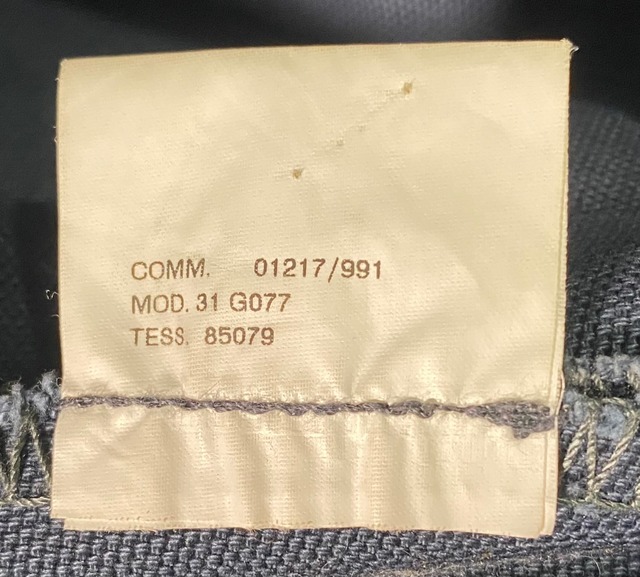 COMM. 01217/991
MOD. 31 G077
TESS. 85079